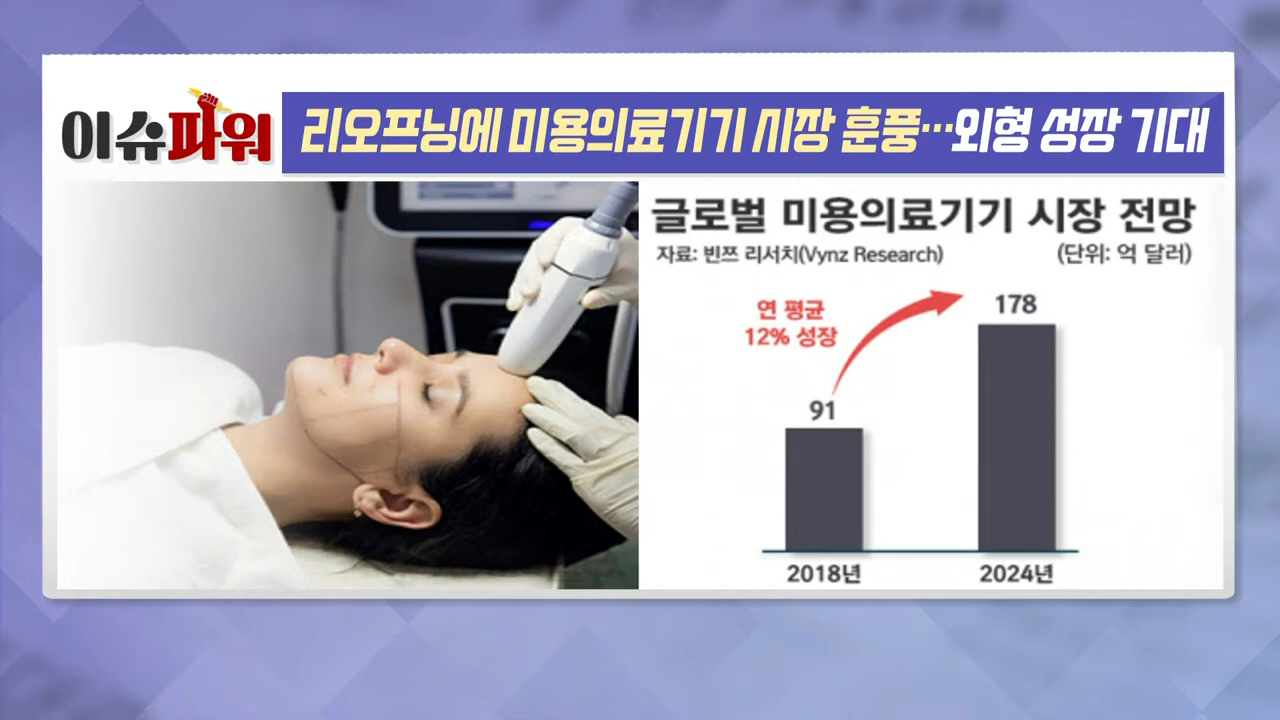 이슈파워
리오프닝에 미용의료기기 시장 훈풍…외형 성장 기대
글로벌 미용의료기기 시장 전망
자료: 빈쯔 리서치(Vynz Research)
(단위: 억 달러)
연 평균
12% 성장
178
91
2018년
2024년